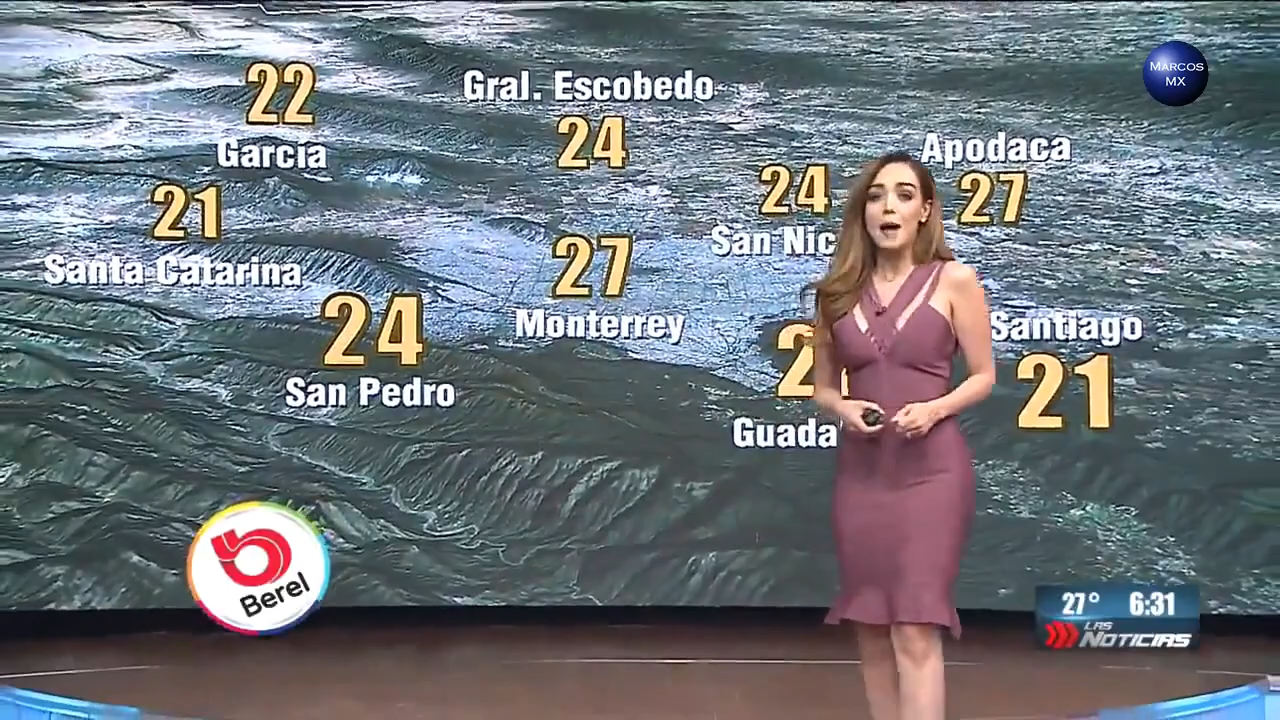 MARCOS
MX
22
García
Gral. Escobedo
24
Apodaca
27
24
San Nic
21
Santa Catarina
27
Monterrey
24
San Pedro
2
Guada
Santiago
21
Berel
27° 6:31
LAS
NOTICIAS